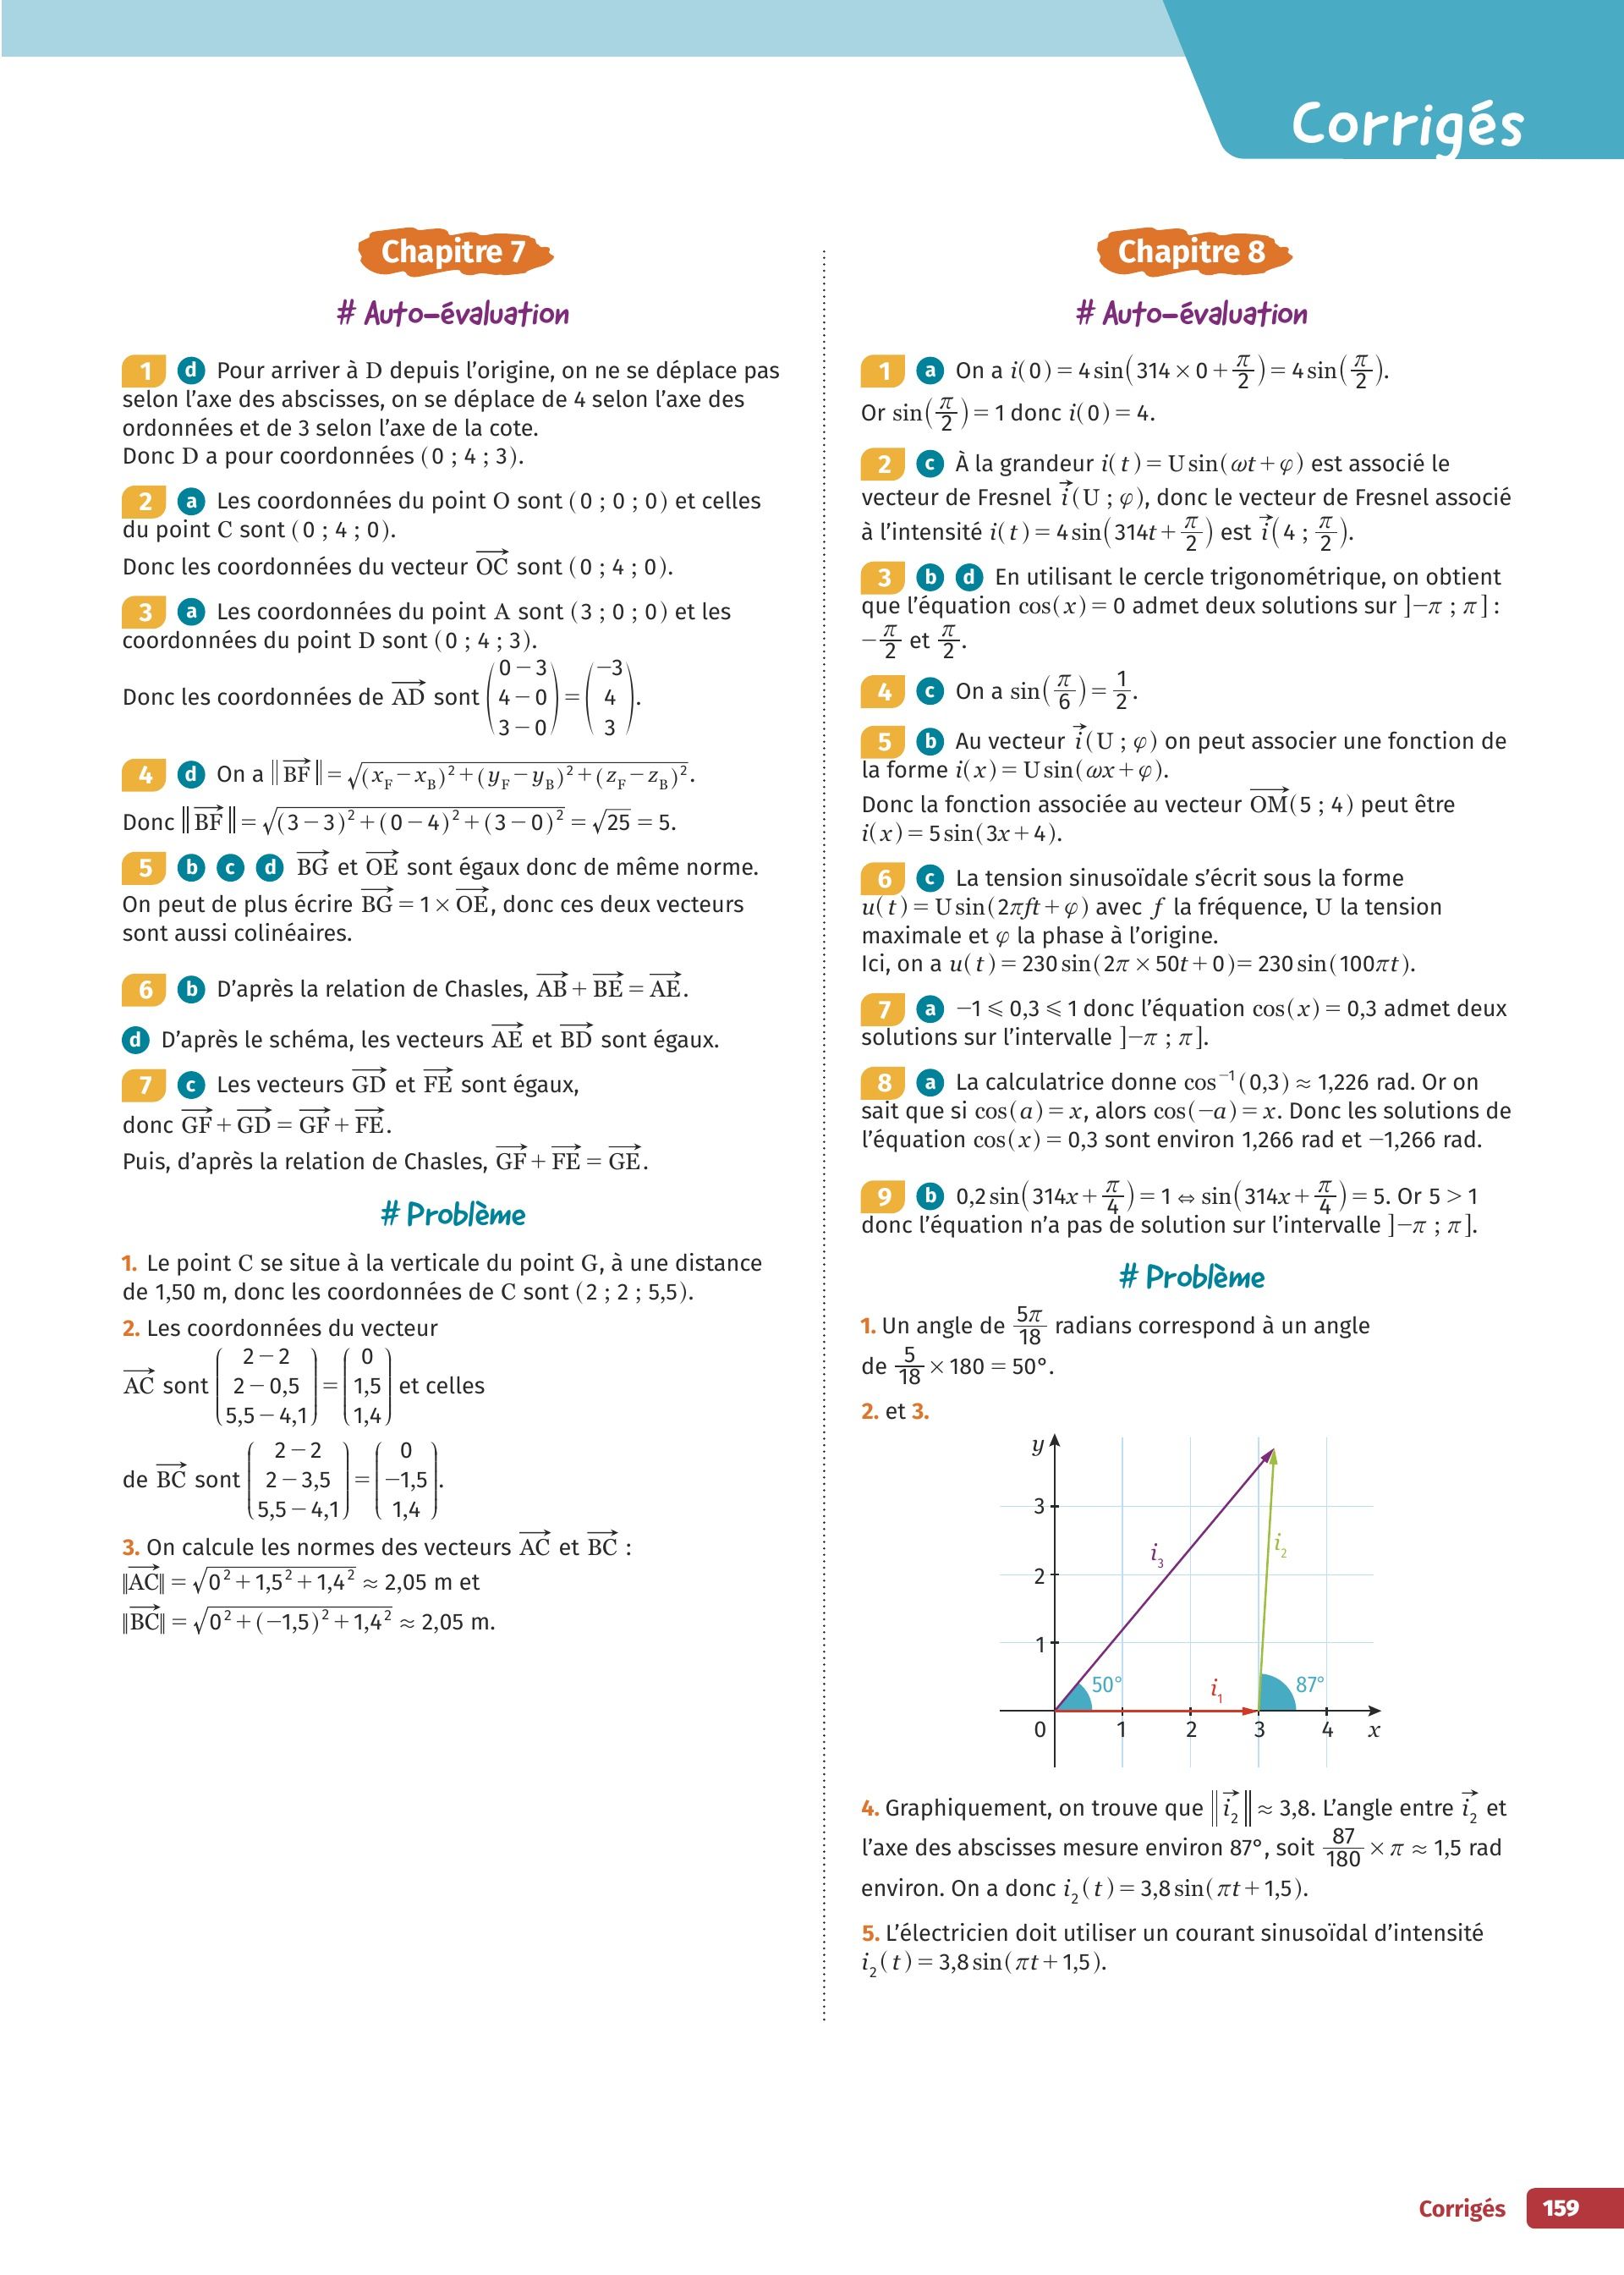 Corrigés
Chapitre 7
# Auto-évaluation
1 d Pour arriver à D depuis l’origine, on ne se déplace pas
selon l’axe des abscisses, on se déplace de 4 selon l’axe des
ordonnées et de 3 selon l’axe de la cote.
Donc D a pour coordonnées (0 ; 4 ; 3).
2 a Les coordonnées du point O sont (0 ; 0 ; 0) et celles
du point C sont (0 ; 4 ; 0).
Donc les coordonnées du vecteur $\overrightarrow{OC}$ sont (0 ; 4 ; 0).
3 a Les coordonnées du point A sont (3 ; 0 ; 0) et les
coordonnées du point D sont (0 ; 4 ; 3).
Donc les coordonnées de $\overrightarrow{AD}$ sont $\begin{pmatrix} 0-3 \\ 4-0 \\ 3-0 \end{pmatrix} = \begin{pmatrix} -3 \\ 4 \\ 3 \end{pmatrix}$.
4 d On a $\|\overrightarrow{BF}\| = \sqrt{(x_F-x_B)^2+(y_F-y_B)^2+(z_F-z_B)^2}$.
Donc $\|\overrightarrow{BF}\| = \sqrt{(3-3)^2+(0-4)^2+(3-0)^2} = \sqrt{25} = 5$.
5 b c d $\overrightarrow{BG}$ et $\overrightarrow{OE}$ sont égaux donc de même norme.
On peut de plus écrire $\overrightarrow{BG} = 1 \times \overrightarrow{OE}$, donc ces deux vecteurs
sont aussi colinéaires.
6 b D’après la relation de Chasles, $\overrightarrow{AB} + \overrightarrow{BE} = \overrightarrow{AE}$.
d D’après le schéma, les vecteurs $\overrightarrow{AE}$ et $\overrightarrow{BD}$ sont égaux.
7 c Les vecteurs $\overrightarrow{GD}$ et $\overrightarrow{FE}$ sont égaux,
donc $\overrightarrow{GF} + \overrightarrow{GD} = \overrightarrow{GF} + \overrightarrow{FE}$.
Puis, d’après la relation de Chasles, $\overrightarrow{GF} + \overrightarrow{FE} = \overrightarrow{GE}$.
# Problème
1. Le point C se situe à la verticale du point G, à une distance
de 1,50 m, donc les coordonnées de C sont (2 ; 2 ; 5,5).
2. Les coordonnées du vecteur
$\overrightarrow{AC}$ sont $\begin{pmatrix} 2-2 \\ 2-0,5 \\ 5,5-4,1 \end{pmatrix} = \begin{pmatrix} 0 \\ 1,5 \\ 1,4 \end{pmatrix}$ et celles
de $\overrightarrow{BC}$ sont $\begin{pmatrix} 2-2 \\ 2-3,5 \\ 5,5-4,1 \end{pmatrix} = \begin{pmatrix} 0 \\ -1,5 \\ 1,4 \end{pmatrix}$.
3. On calcule les normes des vecteurs $\overrightarrow{AC}$ et $\overrightarrow{BC}$ :
$\|\overrightarrow{AC}\| = \sqrt{0^2+1,5^2+1,4^2} \approx 2,05$ m et
$\|\overrightarrow{BC}\| = \sqrt{0^2+(-1,5)^2+1,4^2} \approx 2,05$ m.
Chapitre 8
# Auto-évaluation
1 a On a $i(0) = 4\sin\left(314 \times 0 + \frac{\pi}{2}\right) = 4\sin\left(\frac{\pi}{2}\right)$.
Or $\sin\left(\frac{\pi}{2}\right) = 1$ donc $i(0) = 4$.
2 c À la grandeur $i(t) = U\sin(\omega t + \varphi)$ est associé le
vecteur de Fresnel $\vec{i}(U ; \varphi)$, donc le vecteur de Fresnel associé
à l’intensité $i(t) = 4\sin\left(314t + \frac{\pi}{2}\right)$ est $\vec{i}\left(4 ; \frac{\pi}{2}\right)$.
3 b d En utilisant le cercle trigonométrique, on obtient
que l’équation $\cos(x) = 0$ admet deux solutions sur $]-\pi ; \pi]$ :
$-\frac{\pi}{2}$ et $\frac{\pi}{2}$.
4 c On a $\sin\left(\frac{\pi}{6}\right) = \frac{1}{2}$.
5 b Au vecteur $\vec{i}(U ; \varphi)$ on peut associer une fonction de
la forme $i(x) = U\sin(\omega x + \varphi)$.
Donc la fonction associée au vecteur $\overrightarrow{OM}(5 ; 4)$ peut être
$i(x) = 5\sin(3x + 4)$.
6 c La tension sinusoïdale s’écrit sous la forme
$u(t) = U\sin(2\pi ft + \varphi)$ avec $f$ la fréquence, U la tension
maximale et $\varphi$ la phase à l’origine.
Ici, on a $u(t) = 230\sin(2\pi \times 50t + 0) = 230\sin(100\pi t)$.
7 a $-1 \leqslant 0,3 \leqslant 1$ donc l’équation $\cos(x) = 0,3$ admet deux
solutions sur l’intervalle $]-\pi ; \pi]$.
8 a La calculatrice donne $\cos^{-1}(0,3) \approx 1,226$ rad. Or on
sait que si $\cos(a) = x$, alors $\cos(-a) = x$. Donc les solutions de
l’équation $\cos(x) = 0,3$ sont environ 1,266 rad et −1,266 rad.
9 b $0,2\sin\left(314x + \frac{\pi}{4}\right) = 1 \Leftrightarrow \sin\left(314x + \frac{\pi}{4}\right) = 5$. Or 5 > 1
donc l’équation n’a pas de solution sur l’intervalle $]-\pi ; \pi]$.
# Problème
1. Un angle de $\frac{5\pi}{18}$ radians correspond à un angle
de $\frac{5}{18} \times 180 = 50°$.
2. et 3.
y
3
2
1
0
1
2
3
4
x
$i_3$
$i_2$
$i_1$
50°
87°
4. Graphiquement, on trouve que $\|\vec{i_2}\| \approx 3,8$. L’angle entre $\vec{i_2}$ et
l’axe des abscisses mesure environ 87°, soit $\frac{87}{180} \times \pi \approx 1,5$ rad
environ. On a donc $i_2(t) = 3,8\sin(\pi t + 1,5)$.
5. L’électricien doit utiliser un courant sinusoïdal d’intensité
$i_2(t) = 3,8\sin(\pi t + 1,5)$.
Corrigés 159